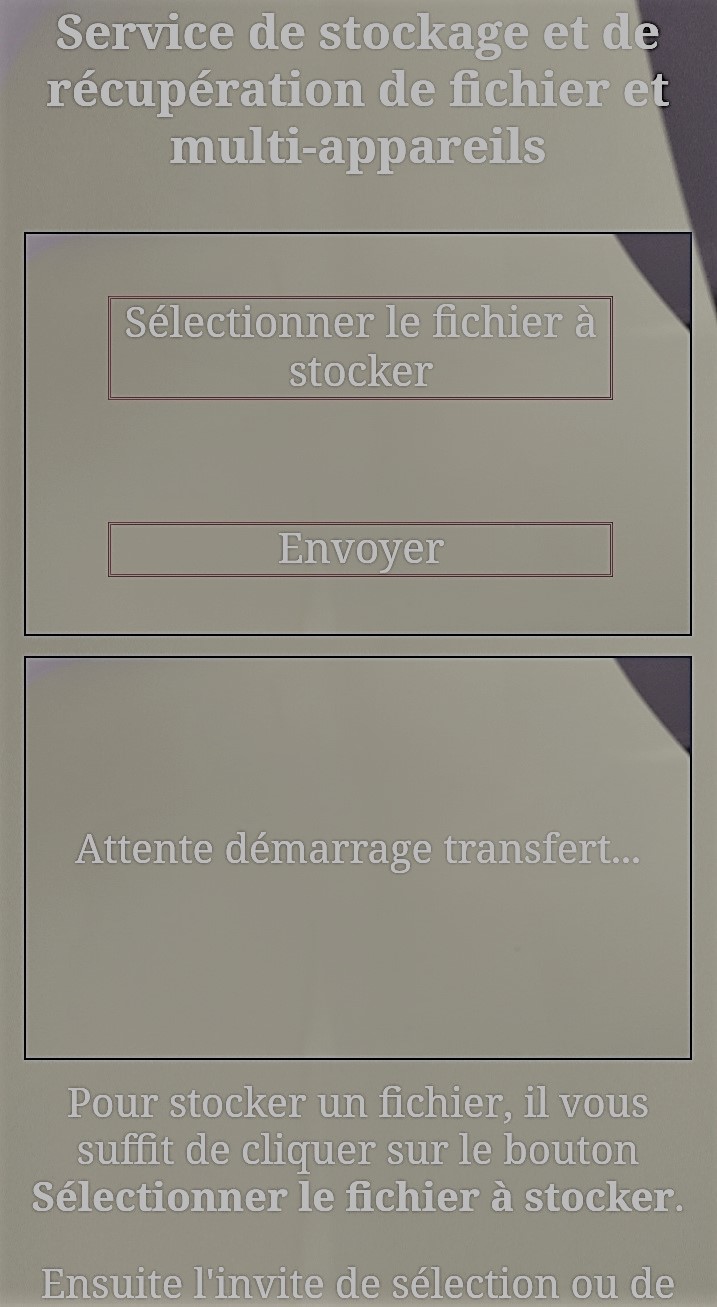 Service de stockage et de
récupération de fichier et
multi-appareils
Sélectionner le fichier à
stocker
Envoyer
Attente démarrage transfert...
Pour stocker un fichier, il vous
suffit de cliquer sur le bouton
Sélectionner le fichier à stocker.
Ensuite l'invite de sélection ou de